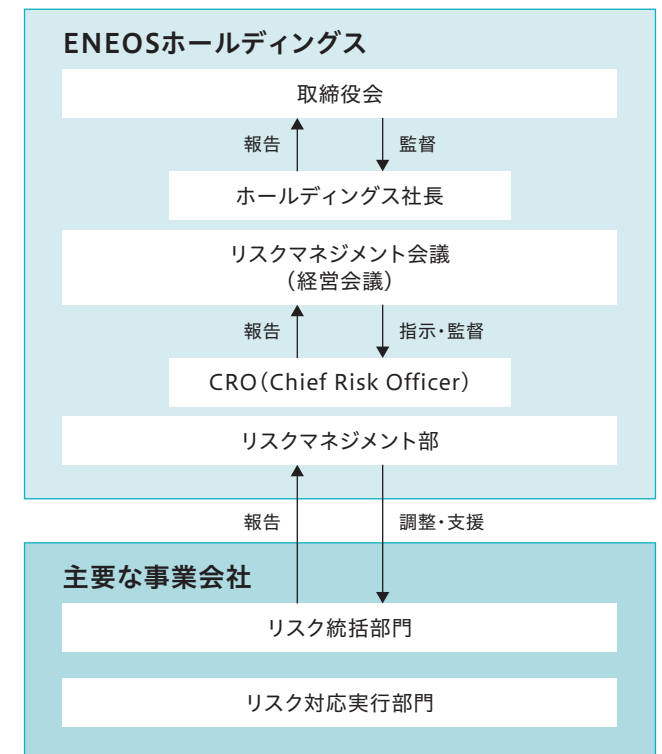 ENEOSホールディングス
取締役会
報告
監督
ホールディングス社長
リスクマネジメント会議
（経営会議）
報告
指示・監督
CRO（Chief Risk Officer）
リスクマネジメント部
報告
調整・支援
主要な事業会社
リスク統括部門
リスク対応実行部門